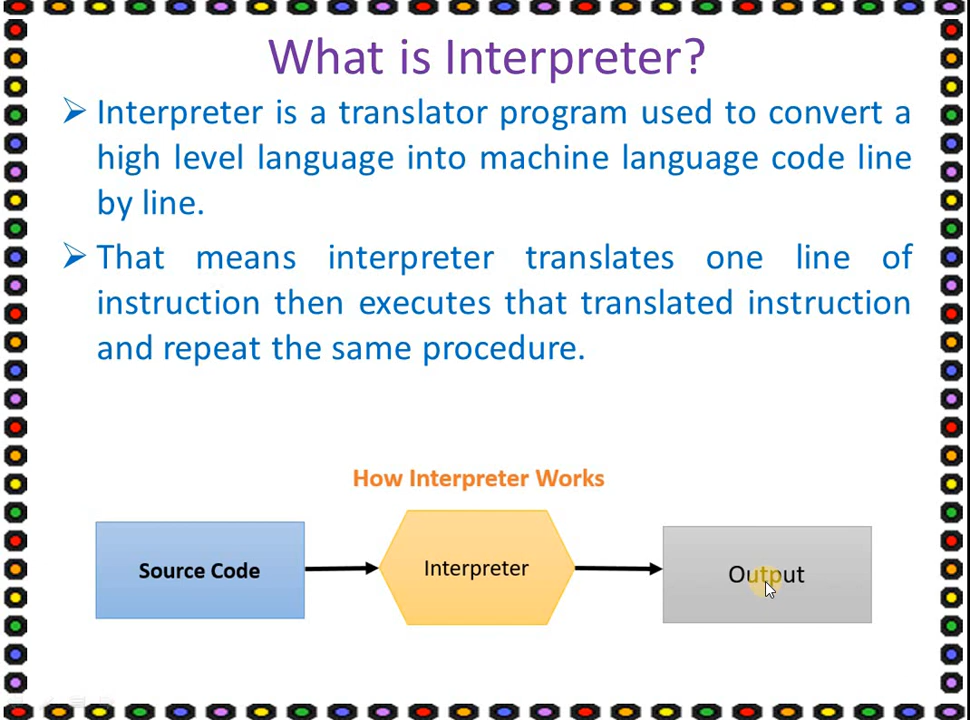 What is Interpreter?
➢ Interpreter is a translator program used to convert a
high level language into machine language code line
by line.
➢ That means interpreter translates one line of
instruction then executes that translated instruction
and repeat the same procedure.
How Interpreter Works
Source Code
Interpreter
Output